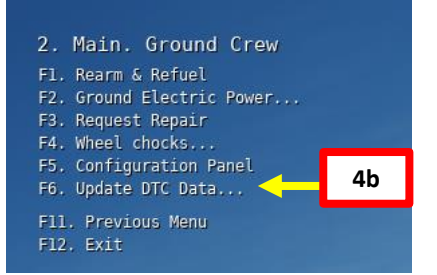 2. Main. Ground Crew
F1. Rearm & Refuel
F2. Ground Electric Power...
F3. Request Repair
F4. Wheel chocks...
F5. Configuration Panel
F6. Update DTC Data...
4b
F11. Previous Menu
F12. Exit